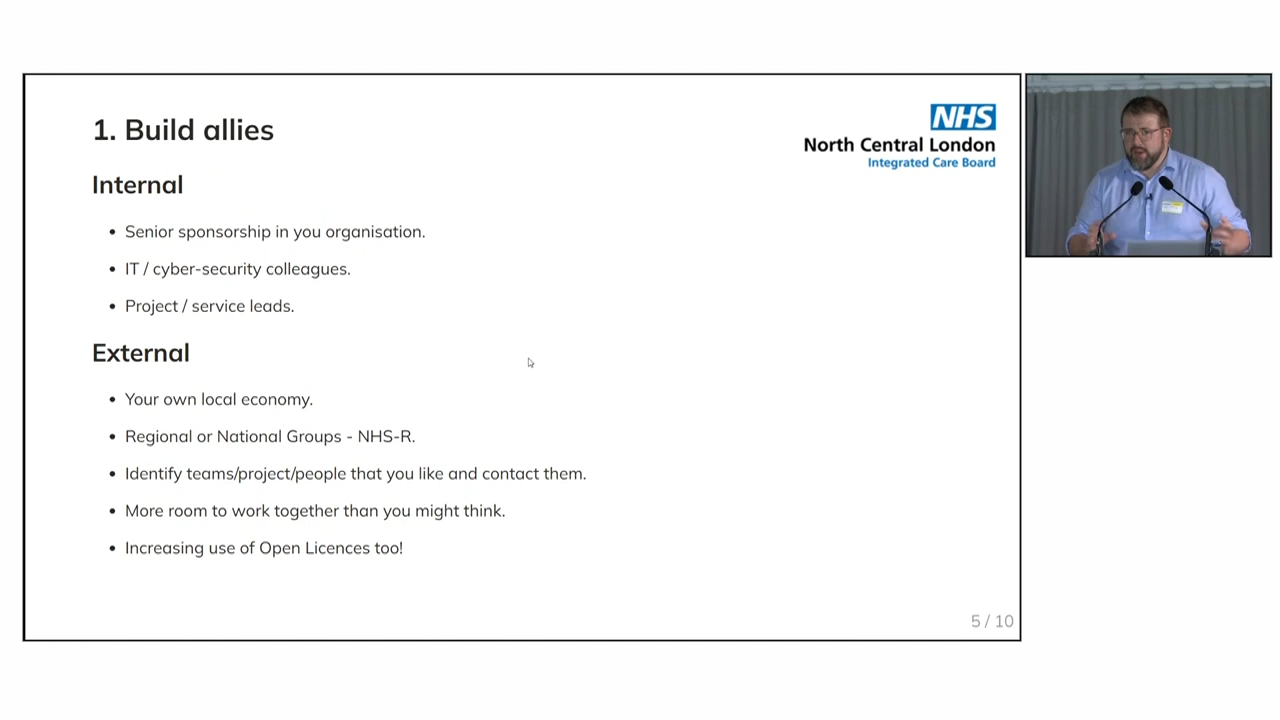 1. Build allies
NHS
North Central London
Integrated Care Board
Internal
• Senior sponsorship in you organisation.
• IT / cyber-security colleagues.
• Project / service leads.
External
• Your own local economy.
• Regional or National Groups - NHS-R.
• Identify teams/project/people that you like and contact them.
• More room to work together than you might think.
• Increasing use of Open Licences too!
5 / 10